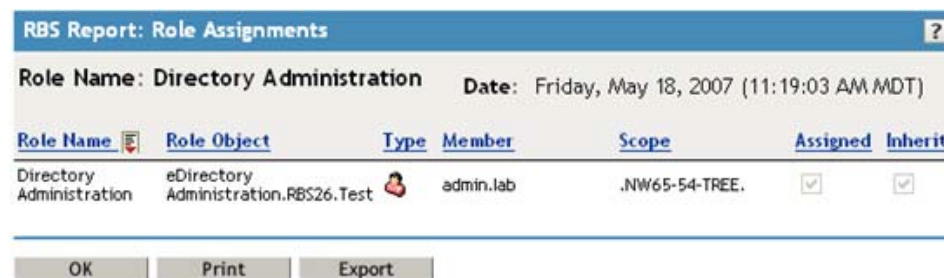 RBS Report: Role Assignments ?
Role Name: Directory Administration Date: Friday, May 18, 2007 (11:19:03 AM MDT)
Role Name Role Object Type Member Scope Assigned Inherit
Directory Administration eDirectory Administration.RBS26.Test admin.lab .NW65-54-TREE.
OK Print Export